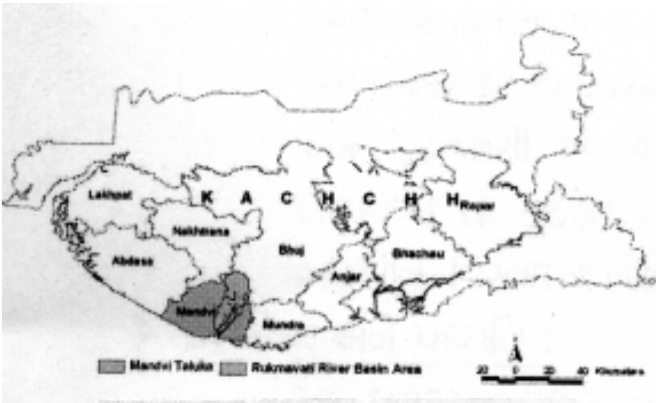 Lakhpat
K A C H C H H
Rapar
Nakhtrana
Bhuj
Bhachau
Abdasa
Anjar
Mandvi
Mundra
Mandvi Taluka
Rukmavati River Basin Area
20 0 20 40 Kilometers